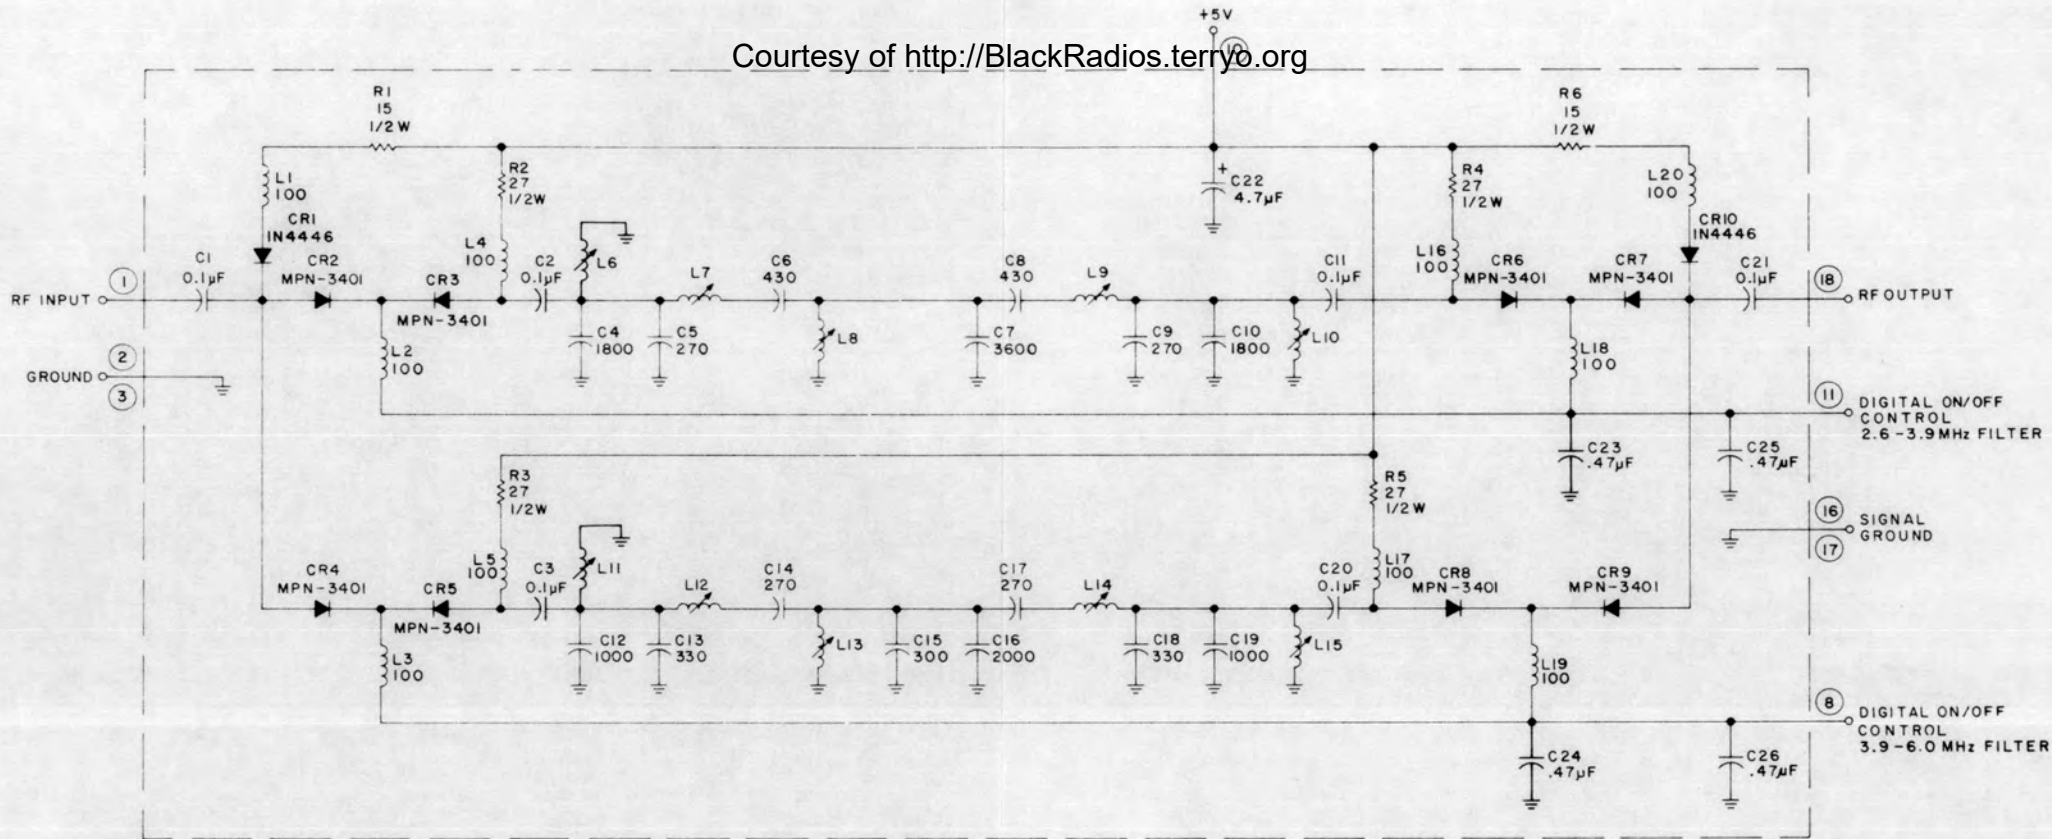 +5V
10
Courtesy of http://BlackRadios.terryo.org
R1
15
1/2W
R6
15
1/2W
R2
27
1/2W
R4
27
1/2W
L1
100
C22
4.7µF
+
L20
100
CR1
IN4446
CR10
IN4446
L4
100
L16
100
C1
0.1µF
CR2
MPN-3401
CR3
MPN-3401
C2
0.1µF
L6
L7
C6
430
C8
430
L9
C11
0.1µF
CR6
MPN-3401
CR7
MPN-3401
C21
0.1µF
1
RF INPUT
18
RF OUTPUT
2
GROUND
3
L2
100
C4
1800
C5
270
L8
C7
3600
C9
270
C10
1800
L10
L18
100
11
DIGITAL ON/OFF
CONTROL
2.6-3.9MHz FILTER
C23
.47µF
C25
.47µF
R3
27
1/2W
R5
27
1/2W
16
SIGNAL
GROUND
17
L5
100
L17
100
CR4
MPN-3401
CR5
MPN-3401
C3
0.1µF
L11
L12
C14
270
C17
270
L14
C20
0.1µF
CR8
MPN-3401
CR9
MPN-3401
L3
100
C12
1000
C13
330
L13
C15
300
C16
2000
C18
330
C19
1000
L15
L19
100
8
DIGITAL ON/OFF
CONTROL
3.9-6.0 MHz FILTER
C24
.47µF
C26
.47µF